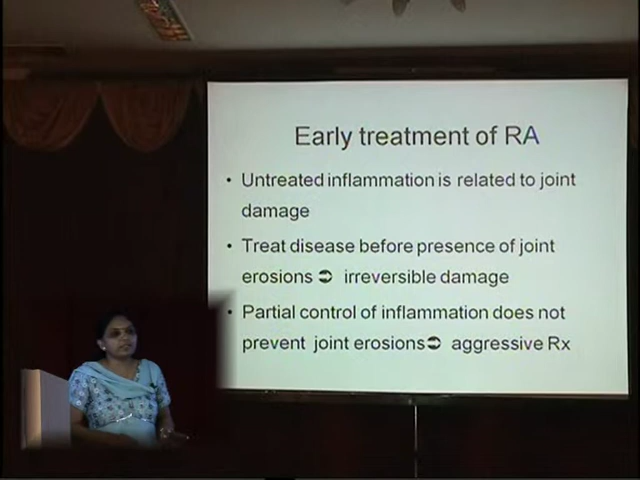 Early treatment of RA
• Untreated inflammation is related to joint
damage
• Treat disease before presence of joint
erosions ➲ irreversible damage
• Partial control of inflammation does not
prevent joint erosions➲ aggressive Rx